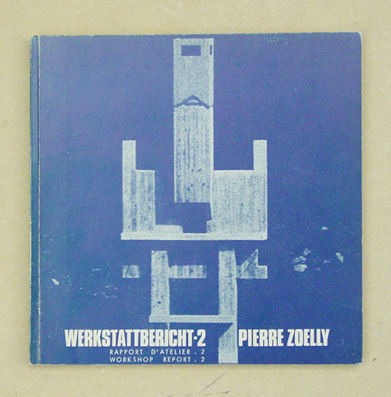 WERKSTATTBERICHT·2 PIERRE ZOELLY
RAPPORT D'ATELIER . 2
WORKSHOP REPORT . 2